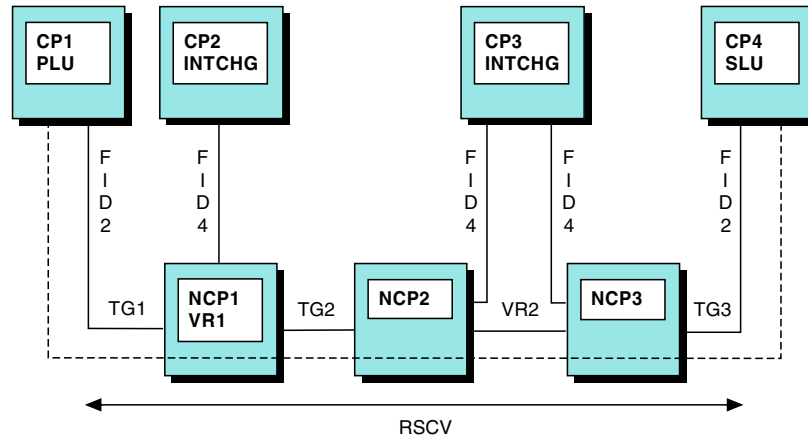 CP1
PLU
CP2
INTCHG
CP3
INTCHG
CP4
SLU
F
I
D
2
F
I
D
4
F
I
D
4
F
I
D
4
F
I
D
2
TG1
NCP1
VR1
TG2
NCP2
VR2
NCP3
TG3
RSCV